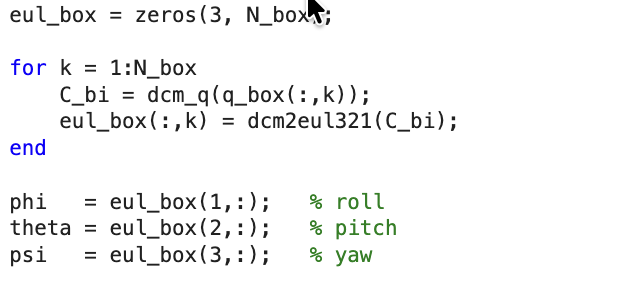 eul_box = zeros(3, N_box);
for k = 1:N_box
    C_bi = dcm_q(q_box(:,k));
    eul_box(:,k) = dcm2eul321(C_bi);
end
phi   = eul_box(1,:);   % roll
theta = eul_box(2,:);   % pitch
psi   = eul_box(3,:);   % yaw